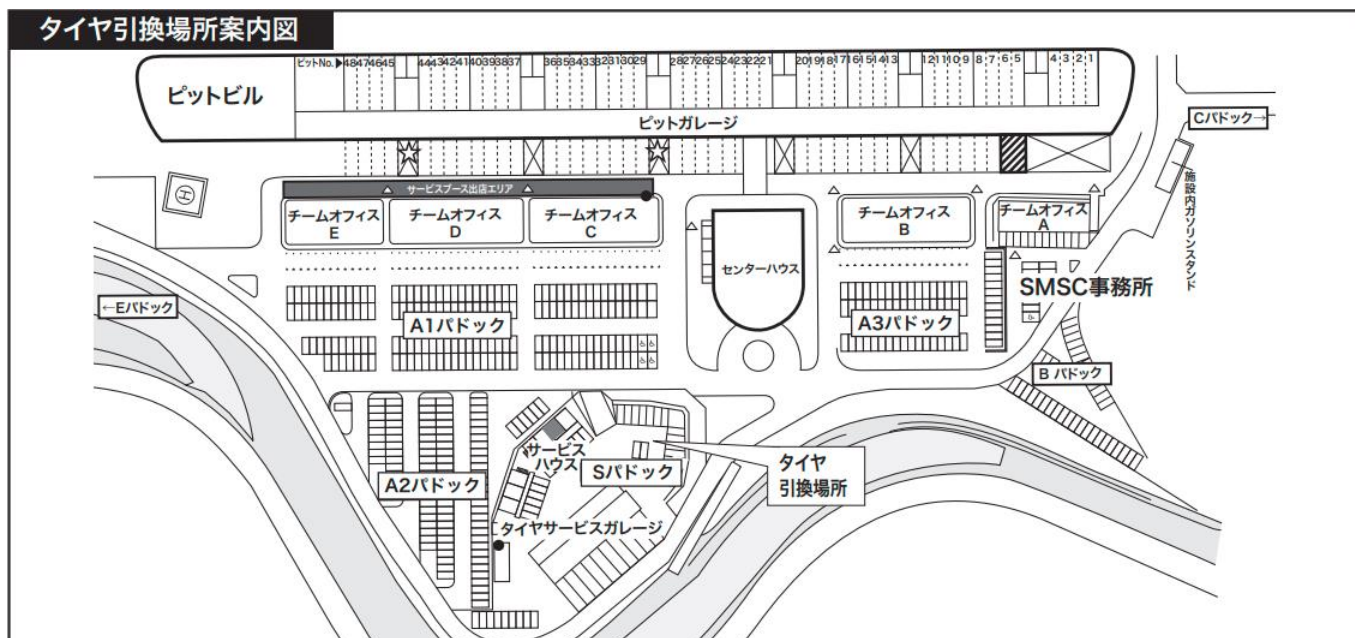 タイヤ引換場所案内図
ピットNo.▶48 47 46 45 44 43 42 41 40 39 38 37 36 35 34 33 32 31 30 29 28 27 26 25 24 23 22 21 20 19 18 17 16 15 14 13 12 11 10 9 8 7 6 5 4 3 2 1
ピットビル
ピットガレージ
Cパドック→
施設内ガソリンスタンド
H
サービスブース出店エリア
チームオフィス
E
チームオフィス
D
チームオフィス
C
チームオフィス
B
チームオフィス
A
センターハウス
SMSC事務所
←Eパドック
A1パドック
A3パドック
B パドック
サービス
ハウス
Sパドック
タイヤ
引換場所
A2パドック
タイヤサービスガレージ